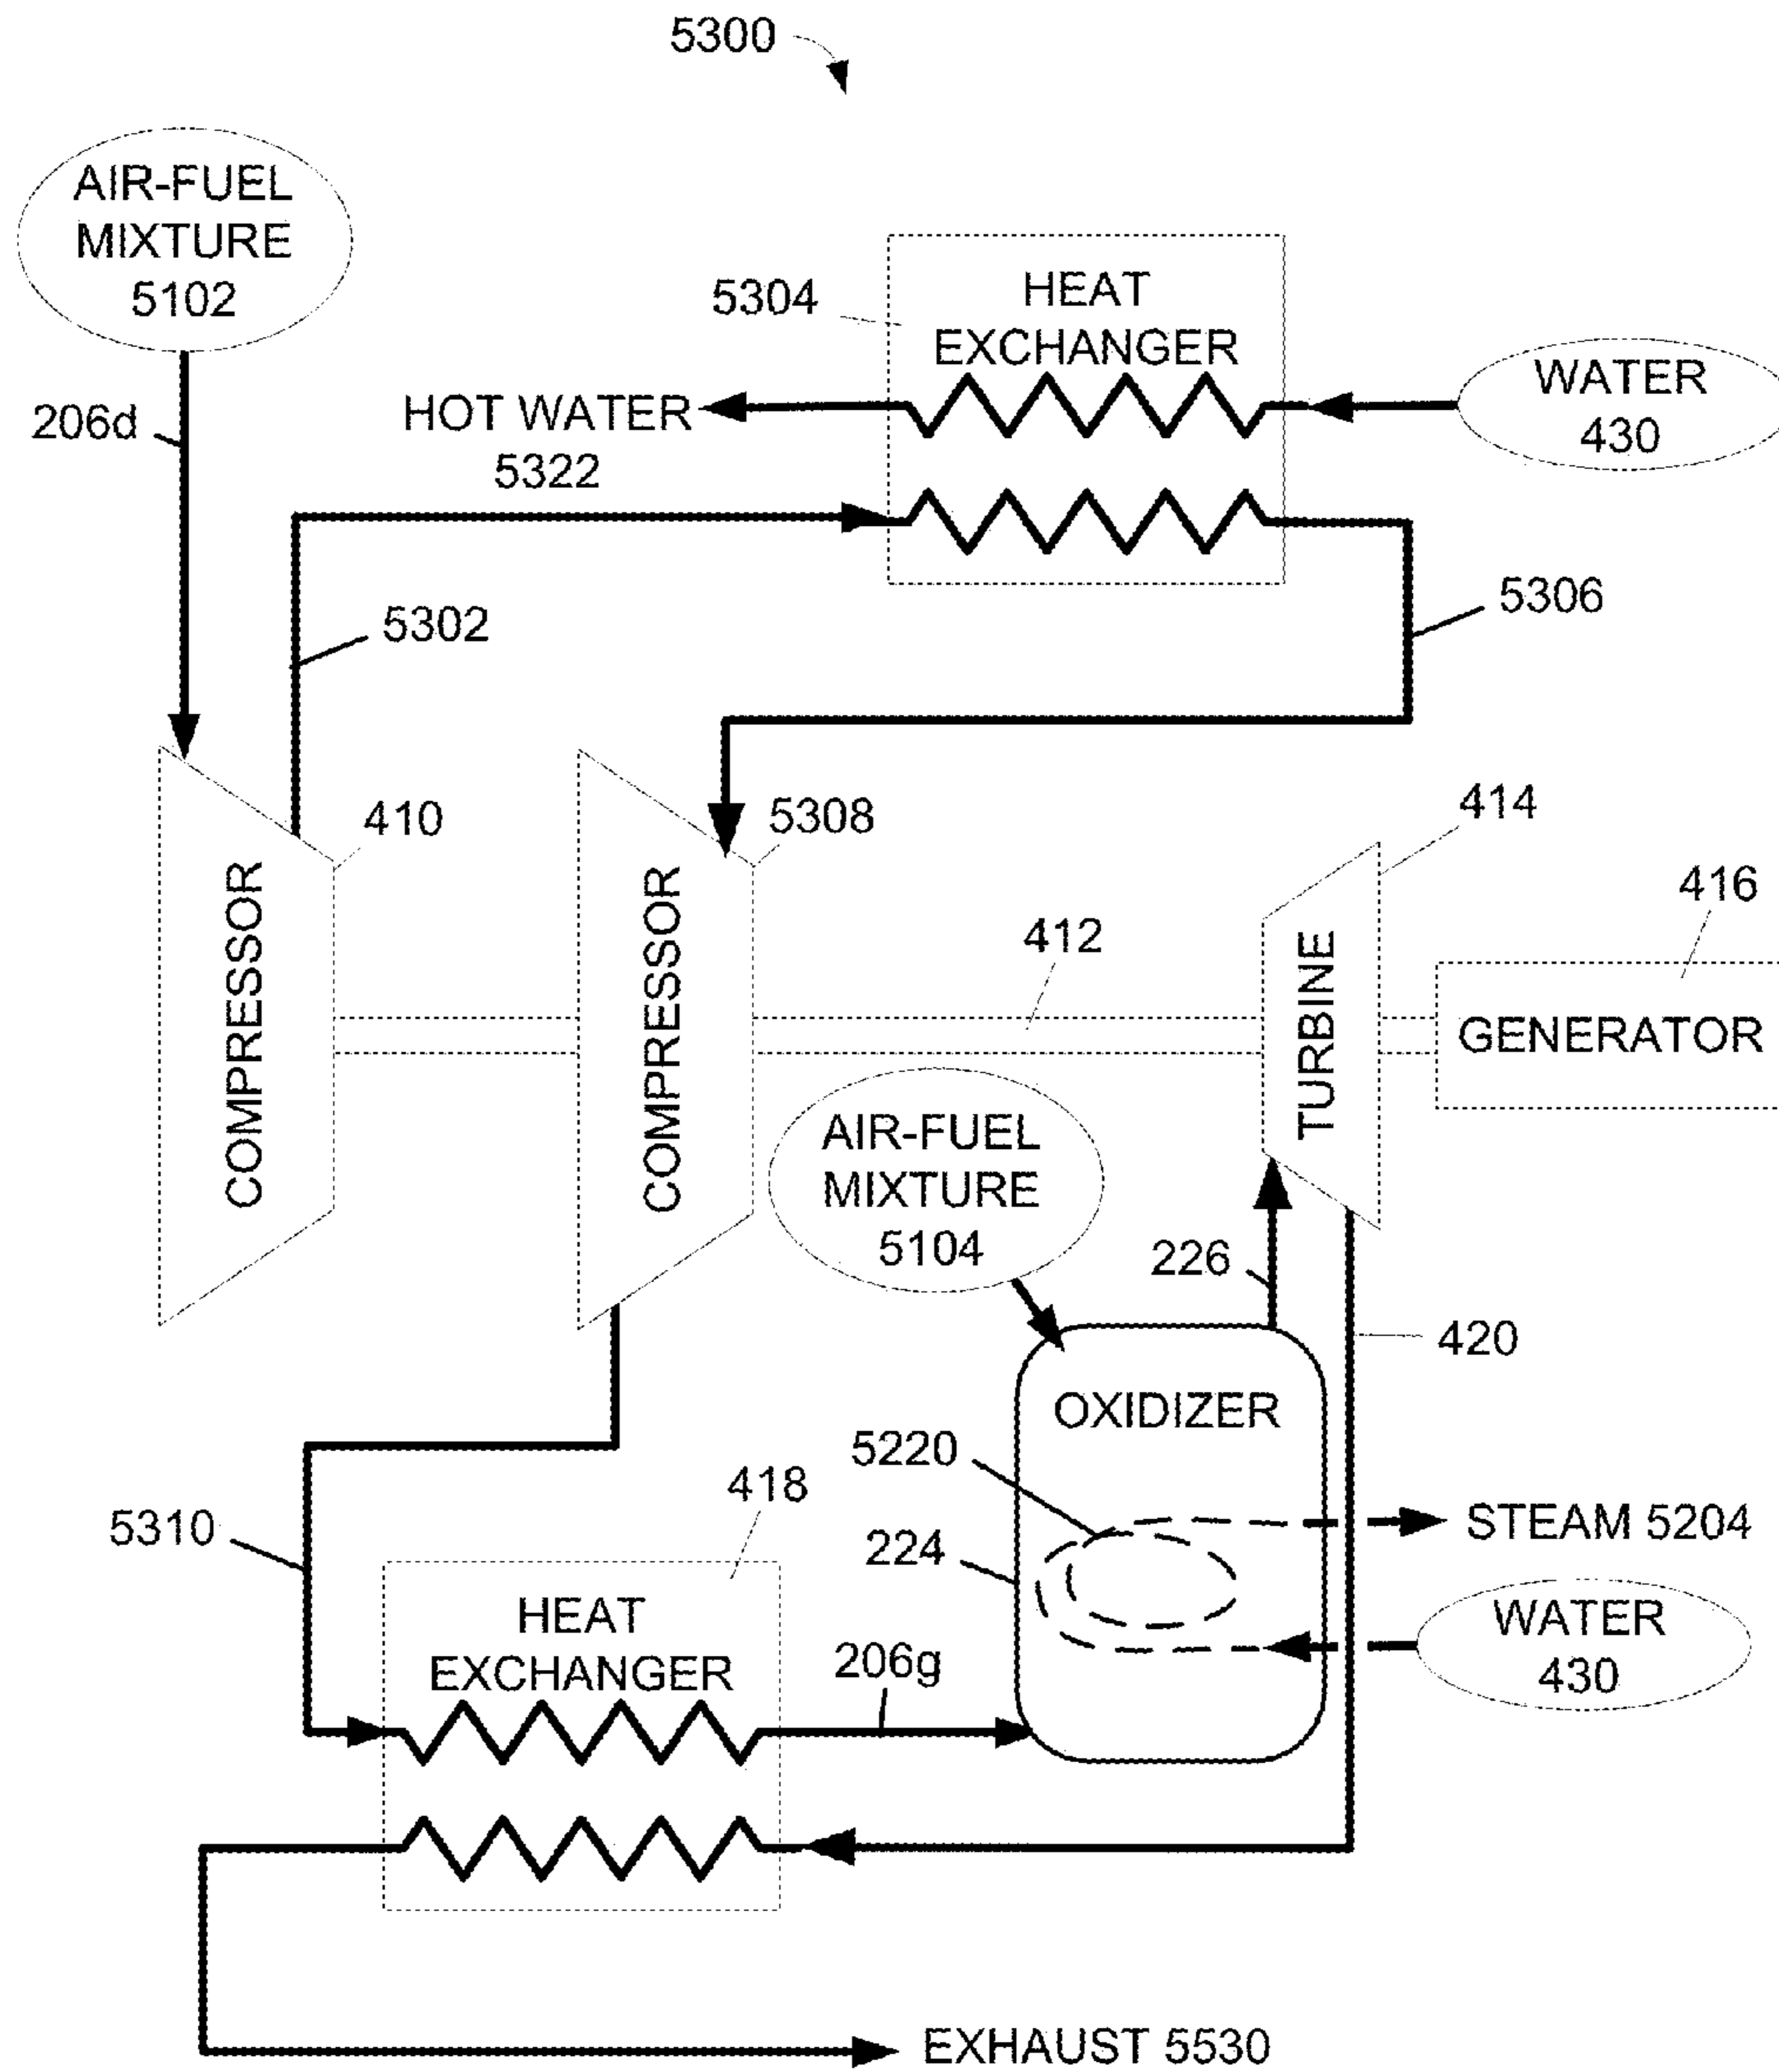 5300
AIR-FUEL
MIXTURE
5102
206d
5304
HEAT
EXCHANGER
WATER
430
HOT WATER
5322
5302
5306
410
5308
414
416
COMPRESSOR
COMPRESSOR
412
TURBINE
GENERATOR
AIR-FUEL
MIXTURE
5104
226
420
OXIDIZER
5220
418
5310
224
STEAM 5204
HEAT
EXCHANGER
206g
WATER
430
EXHAUST 5530